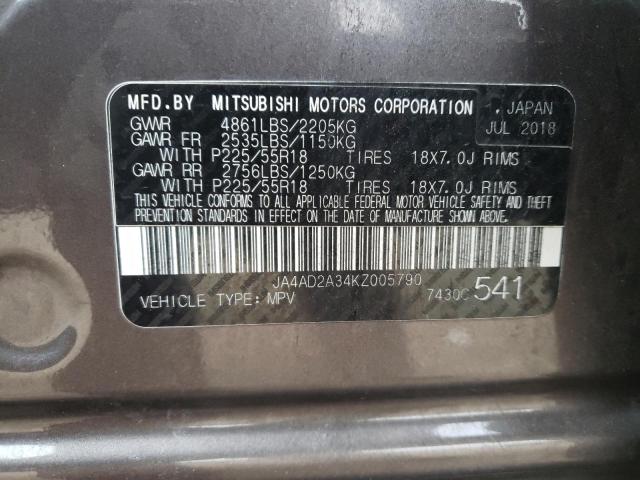 MFD.BY MITSUBISHI MOTORS CORPORATION , JAPAN
GVWR 4861LBS/2205KG JUL 2018
GAWR FR 2535LBS/1150KG
WITH P225/55R18 TIRES 18X7.0J RIMS
GAWR RR 2756LBS/1250KG
WITH P225/55R18 TIRES 18X7.0J RIMS
THIS VEHICLE CONFORMS TO ALL APPLICABLE FEDERAL MOTOR VEHICLE SAFETY AND
THEFT PREVENTION STANDARDS IN EFFECT ON THE DATE OF MANUFACTURE SHOWN ABOVE.
JA4AD2A34KZ005790
VEHICLE TYPE: MPV 7430C 541